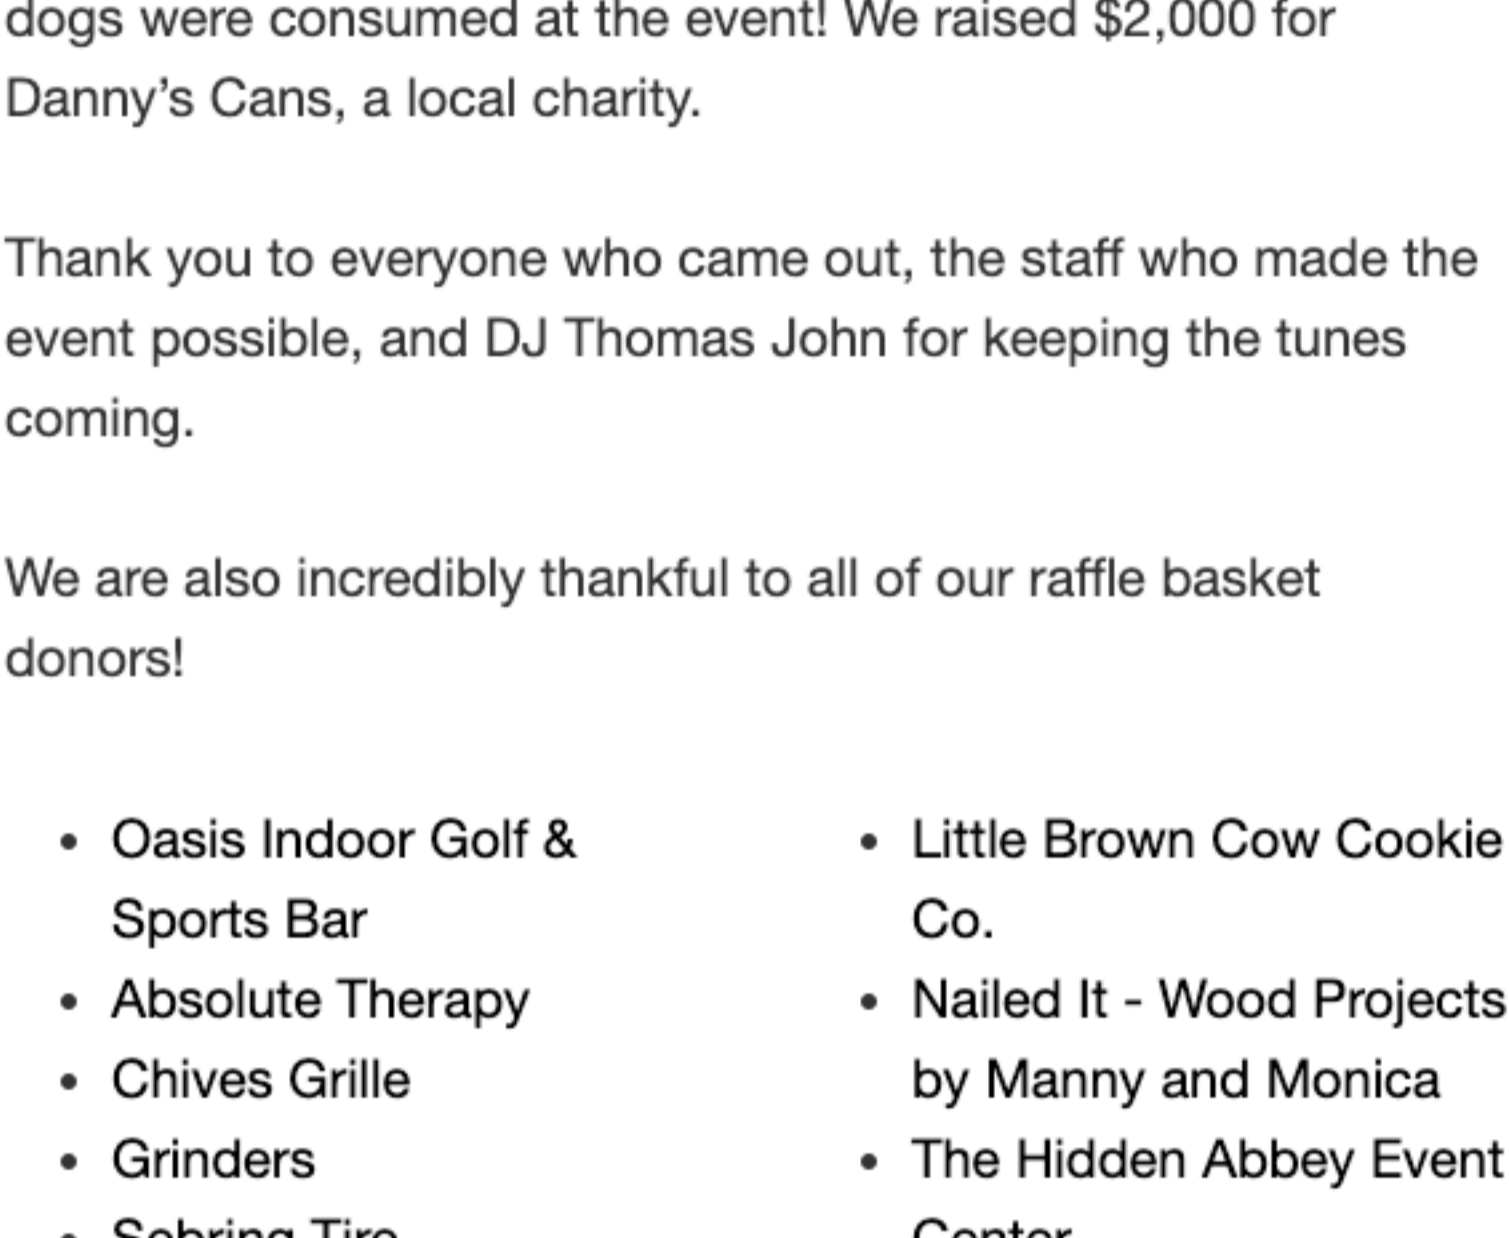 dogs were consumed at the event! We raised $2,000 for
Danny’s Cans, a local charity.
Thank you to everyone who came out, the staff who made the
event possible, and DJ Thomas John for keeping the tunes
coming.
We are also incredibly thankful to all of our raffle basket
donors!
• Oasis Indoor Golf &
Sports Bar
• Absolute Therapy
• Chives Grille
• Grinders
• Sebring Tire
• Little Brown Cow Cookie
Co.
• Nailed It - Wood Projects
by Manny and Monica
• The Hidden Abbey Event
Center